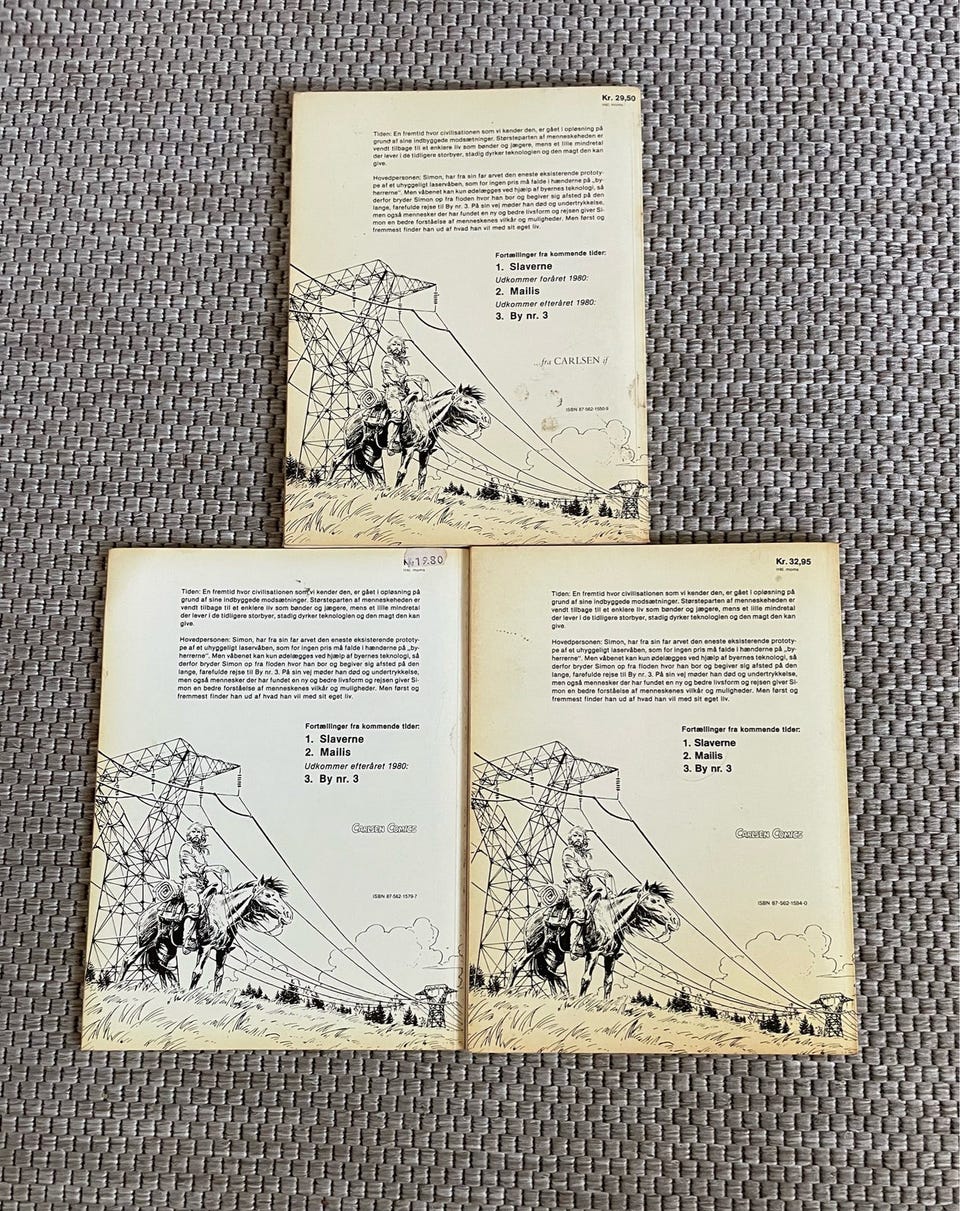 Kr. 29,50
inkl. moms
Tiden: En fremtid hvor civilisationen som vi kender den, er gået i opløsning på
grund af sine indbyggede modsætninger. Størsteparten af menneskeheden er
vendt tilbage til et enklere liv som bønder og jægere, mens et lille mindretal
der lever i de tidligere storbyer, stadig dyrker teknologien og den magt den kan
give.
Hovedpersonen: Simon, har fra sin far arvet den eneste eksisterende prototy-
pe af et uhyggeligt laservåben, som for ingen pris må falde i hænderne på „by-
herrerne". Men våbenet kan kun ødelægges ved hjælp af byernes teknologi, så
derfor bryder Simon op fra floden hvor han bor og begiver sig afsted på den
lange, farefulde rejse til By nr. 3. På sin vej møder han død og undertrykkelse,
men også mennesker der har fundet en ny og bedre livsform og rejsen giver Si-
mon en bedre forståelse af menneskenes vilkår og muligheder. Men først og
fremmest finder han ud af hvad han vil med sit eget liv.
Fortællinger fra kommende tider:
1. Slaverne
Udkommer foråret 1980:
2. Mailis
Udkommer efteråret 1980:
3. By nr. 3
...fra CARLSEN if
ISBN 87-562-1550-9
19.80
inkl. moms
Tiden: En fremtid hvor civilisationen som vi kender den, er gået i opløsning på
grund af sine indbyggede modsætninger. Størsteparten af menneskeheden er
vendt tilbage til et enklere liv som bønder og jægere, mens et lille mindretal
der lever i de tidligere storbyer, stadig dyrker teknologien og den magt den kan
give.
Hovedpersonen: Simon, har fra sin far arvet den eneste eksisterende prototy-
pe af et uhyggeligt laservåben, som for ingen pris må falde i hænderne på „by-
herrerne". Men våbenet kan kun ødelægges ved hjælp af byernes teknologi, så
derfor bryder Simon op fra floden hvor han bor og begiver sig afsted på den
lange, farefulde rejse til By nr. 3. På sin vej møder han død og undertrykkelse,
men også mennesker der har fundet en ny og bedre livsform og rejsen giver Si-
mon en bedre forståelse af menneskenes vilkår og muligheder. Men først og
fremmest finder han ud af hvad han vil med sit eget liv.
Fortællinger fra kommende tider:
1. Slaverne
2. Mailis
Udkommer efteråret 1980:
3. By nr. 3
CARLSEN COMICS
ISBN 87-562-1579-7
Kr. 32,95
inkl. moms
Tiden: En fremtid hvor civilisationen som vi kender den, er gået i opløsning på
grund af sine indbyggede modsætninger. Størsteparten af menneskeheden er
vendt tilbage til et enklere liv som bønder og jægere, mens et lille mindretal
der lever i de tidligere storbyer, stadig dyrker teknologien og den magt den kan
give.
Hovedpersonen: Simon, har fra sin far arvet den eneste eksisterende prototy-
pe af et uhyggeligt laservåben, som for ingen pris må falde i hænderne på „by-
herrerne". Men våbenet kan kun ødelægges ved hjælp af byernes teknologi, så
derfor bryder Simon op fra floden hvor han bor og begiver sig afsted på den
lange, farefulde rejse til By nr. 3. På sin vej møder han død og undertrykkelse,
men også mennesker der har fundet en ny og bedre livsform og rejsen giver Si-
mon en bedre forståelse af menneskenes vilkår og muligheder. Men først og
fremmest finder han ud af hvad han vil med sit eget liv.
Fortællinger fra kommende tider:
1. Slaverne
2. Mailis
3. By nr. 3
CARLSEN COMICS
ISBN 87-562-1594-0